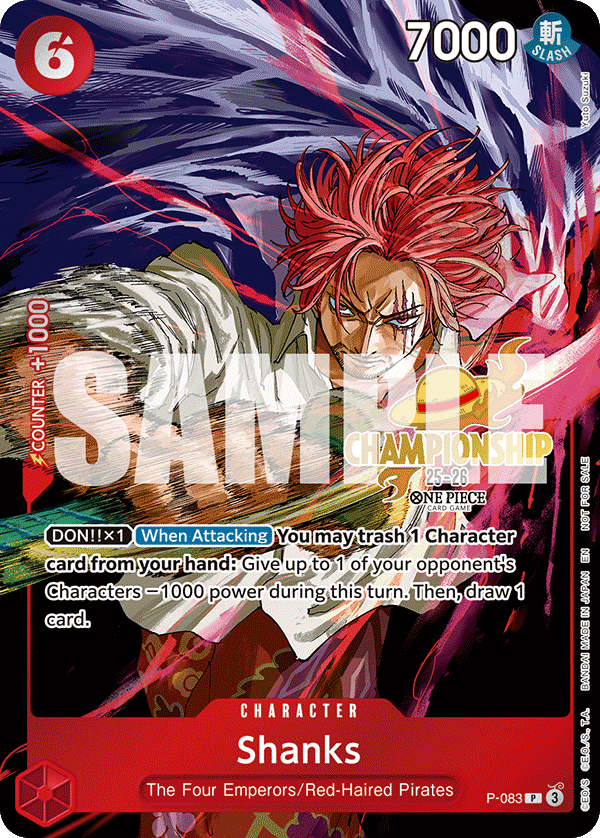 6
7000
斬
SLASH
Yuto Suzuki
COUNTER +1000
SAMPLE
CHAMPIONSHIP
25-26
ONE PIECE
CARD GAME
DON!!×1 When Attacking You may trash 1 Character
card from your hand: Give up to 1 of your opponent's
Characters −1000 power during this turn. Then, draw 1
card.
CHARACTER
Shanks
The Four Emperors/Red-Haired Pirates
P-083 P 3
©EO/S ©E.O./S., T.A. BANDAI MADE IN JAPAN EN NOT FOR SALE